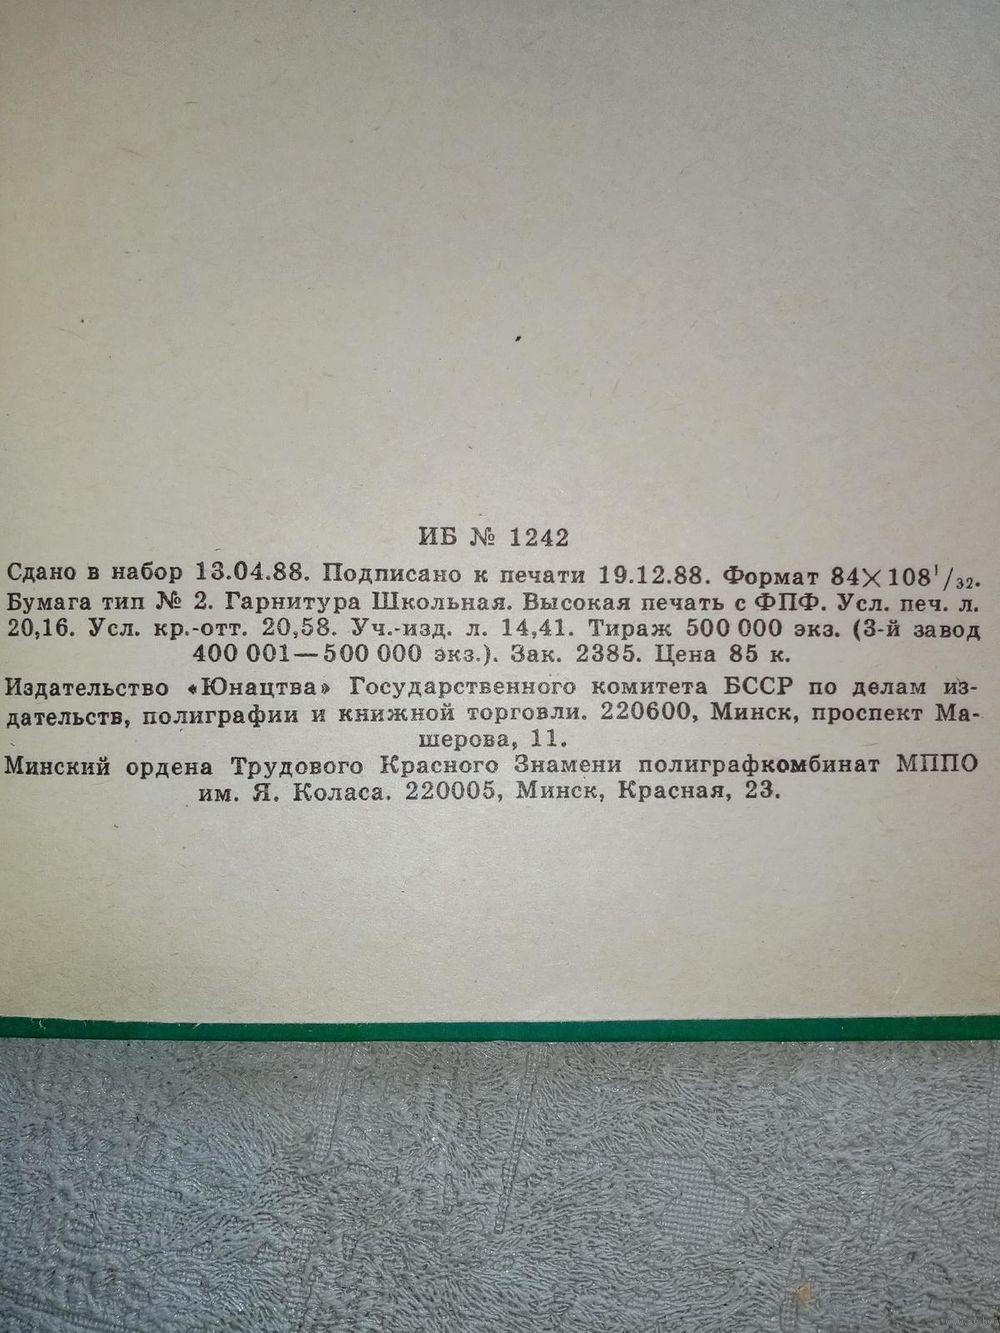 ИБ № 1242
Сдано в набор 13.04.88. Подписано к печати 19.12.88. Формат 84×108¹/₃₂.
Бумага тип № 2. Гарнитура Школьная. Высокая печать с ФПФ. Усл. печ. л.
20,16. Усл. кр.-отт. 20,58. Уч.-изд. л. 14,41. Тираж 500 000 экз. (3-й завод
400 001—500 000 экз.). Зак. 2385. Цена 85 к.
Издательство «Юнацтва» Государственного комитета БССР по делам из-
дательств, полиграфии и книжной торговли. 220600, Минск, проспект Ма-
шерова, 11.
Минский ордена Трудового Красного Знамени полиграфкомбинат МППО
им. Я. Коласа. 220005, Минск, Красная, 23.